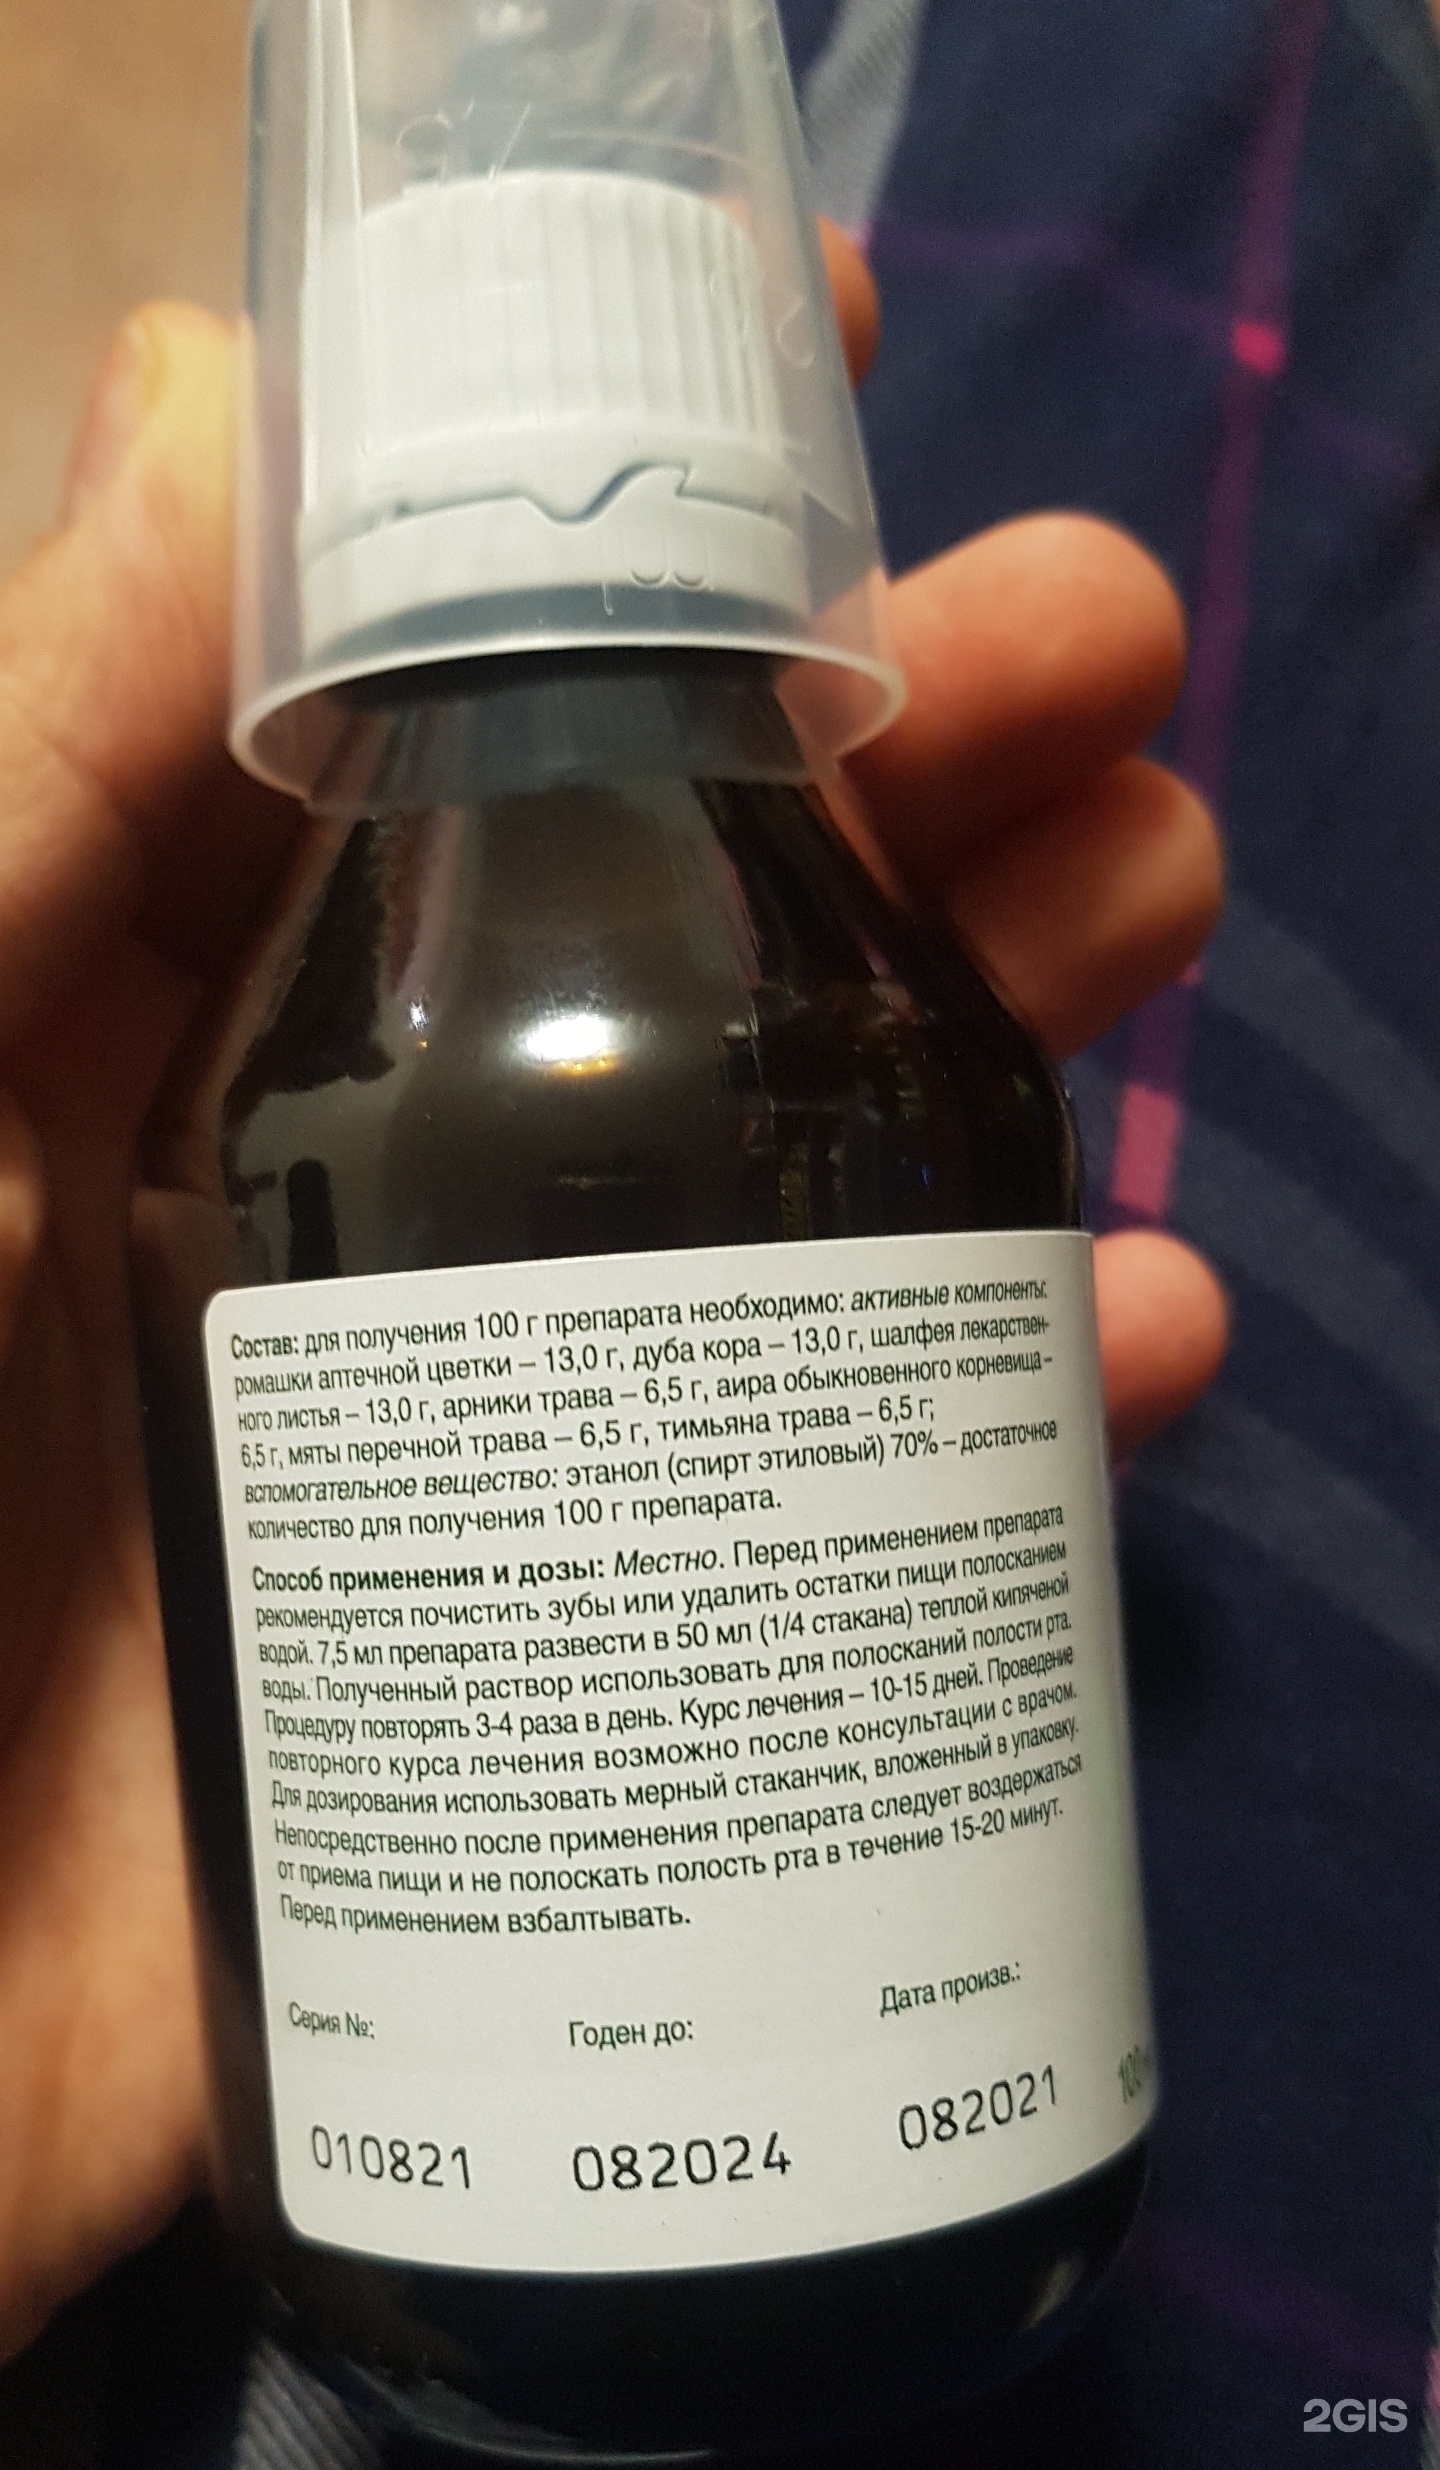 Состав: для получения 100 г препарата необходимо: активные компоненты:
ромашки аптечной цветки – 13,0 г, дуба кора – 13,0 г, шалфея лекарствен-
ного листья – 13,0 г, арники трава – 6,5 г, аира обыкновенного корневища –
6,5 г, мяты перечной трава – 6,5 г, тимьяна трава – 6,5 г;
вспомогательное вещество: этанол (спирт этиловый) 70% – достаточное
количество для получения 100 г препарата.
Способ применения и дозы: Местно. Перед применением препарата
рекомендуется почистить зубы или удалить остатки пищи полосканием
водой. 7,5 мл препарата развести в 50 мл (1/4 стакана) теплой кипяченой
воды. Полученный раствор использовать для полосканий полости рта.
Процедуру повторять 3-4 раза в день. Курс лечения – 10-15 дней. Проведение
повторного курса лечения возможно после консультации с врачом.
Для дозирования использовать мерный стаканчик, вложенный в упаковку.
Непосредственно после применения препарата следует воздержаться
от приема пищи и не полоскать полость рта в течение 15-20 минут.
Перед применением взбалтывать.
Серия №: Годен до: Дата произв.:
010821 082024 082021
2GIS